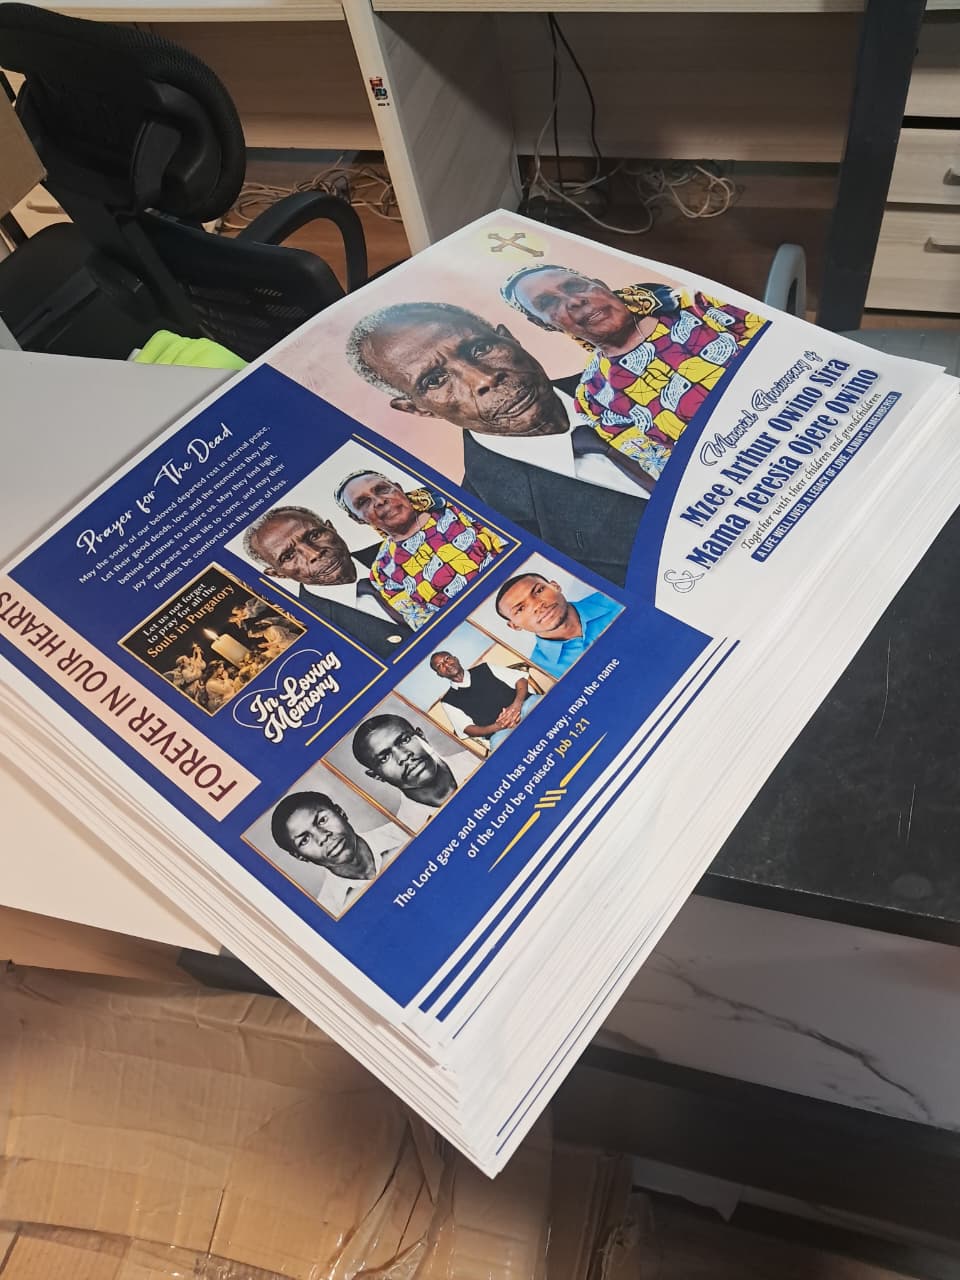 Memorial Anniversary of
Mzee Arthur Owino Sira
& Mama Teresia Ojere Owino
Together with their children and grandchildren
A LIFE WELL LIVED, A LEGACY OF LOVE, ALWAYS REMEMBERED
Prayer for The Dead
May the souls of our beloved departed rest in eternal peace.
Let their good deeds, love and the memories they left
behind continue to inspire us. May they find light,
joy and peace in the life to come, and may their
families be comforted in this time of loss.
Let us not forget
to pray for all the
Souls in Purgatory
In Loving
Memory
FOREVER IN OUR HEARTS
The Lord gave and the Lord has taken away; may the name
of the Lord be praised" Job 1:21